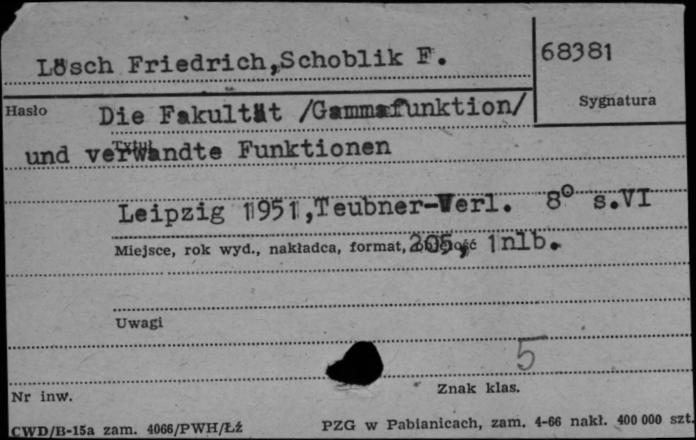 Lösch Friedrich,Schoblik F.
68381
Hasło
Sygnatura
Die Fakultät /Gammafunktion/
Tytuł
und verwandte Funktionen
Leipzig 1951,Teubner-Verl. 8° s.VI
Miejsce, rok wyd., nakładca, format, objętość
205, 1nlb.
Uwagi
5
Nr inw.
Znak klas.
CWD/B-15a zam. 4066/PWH/Łź
PZG w Pabianicach, zam. 4-66 nakł. 400 000 szt.